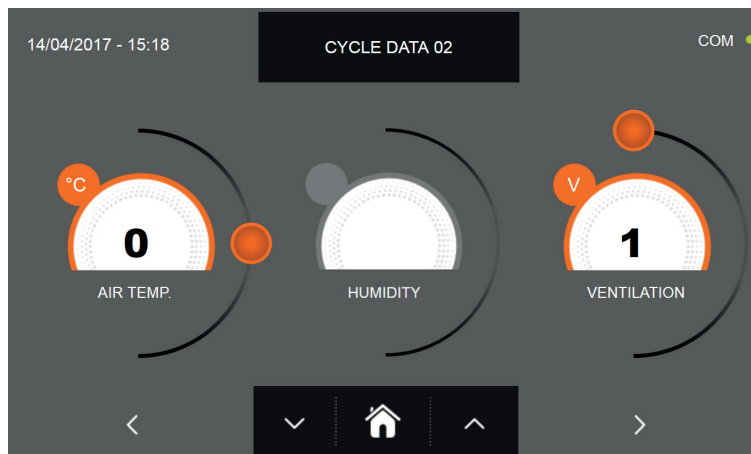 14/04/2017 - 15:18
CYCLE DATA 02
COM
°C
V
0
1
AIR TEMP.
HUMIDITY
VENTILATION